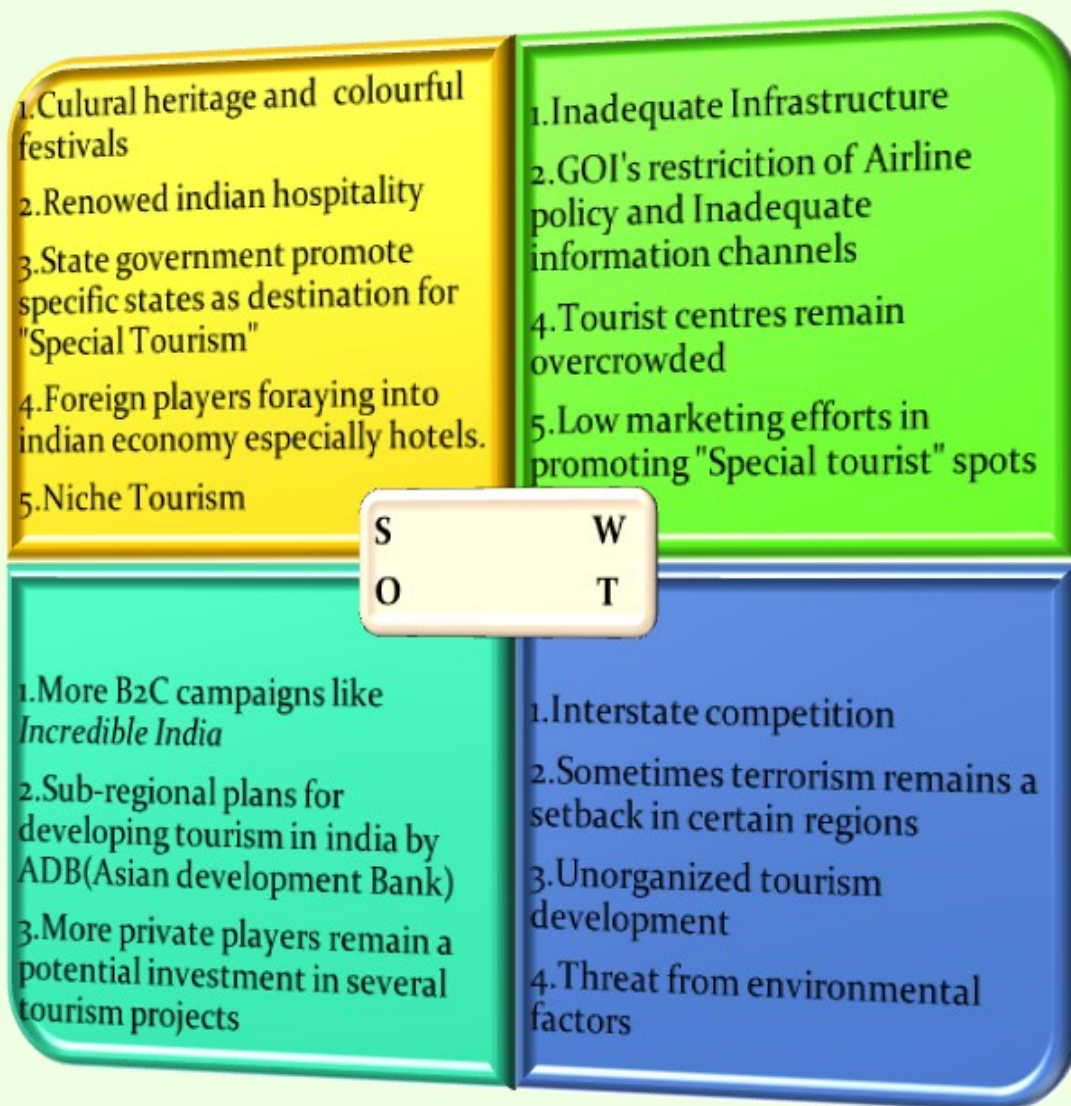 1.Culural heritage and colourful
festivals
2.Renowed indian hospitality
3.State government promote
specific states as destination for
"Special Tourism"
4.Foreign players foraying into
indian economy especially hotels.
5.Niche Tourism
1.Inadequate Infrastructure
2.GOI's restricition of Airline
policy and Inadequate
information channels
4.Tourist centres remain
overcrowded
5.Low marketing efforts in
promoting "Special tourist" spots
S W
O T
1.More B2C campaigns like
Incredible India
2.Sub-regional plans for
developing tourism in india by
ADB(Asian development Bank)
3.More private players remain a
potential investment in several
tourism projects
1.Interstate competition
2.Sometimes terrorism remains a
setback in certain regions
3.Unorganized tourism
development
4.Threat from environmental
factors